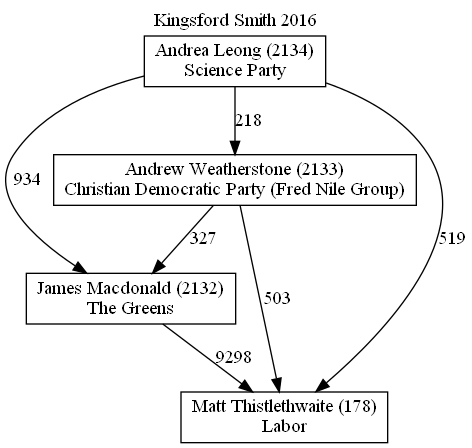 Kingsford Smith 2016
Andrea Leong (2134)
Science Party
218
Andrew Weatherstone (2133)
Christian Democratic Party (Fred Nile Group)
934
327
519
James Macdonald (2132)
The Greens
503
9298
Matt Thistlethwaite (178)
Labor